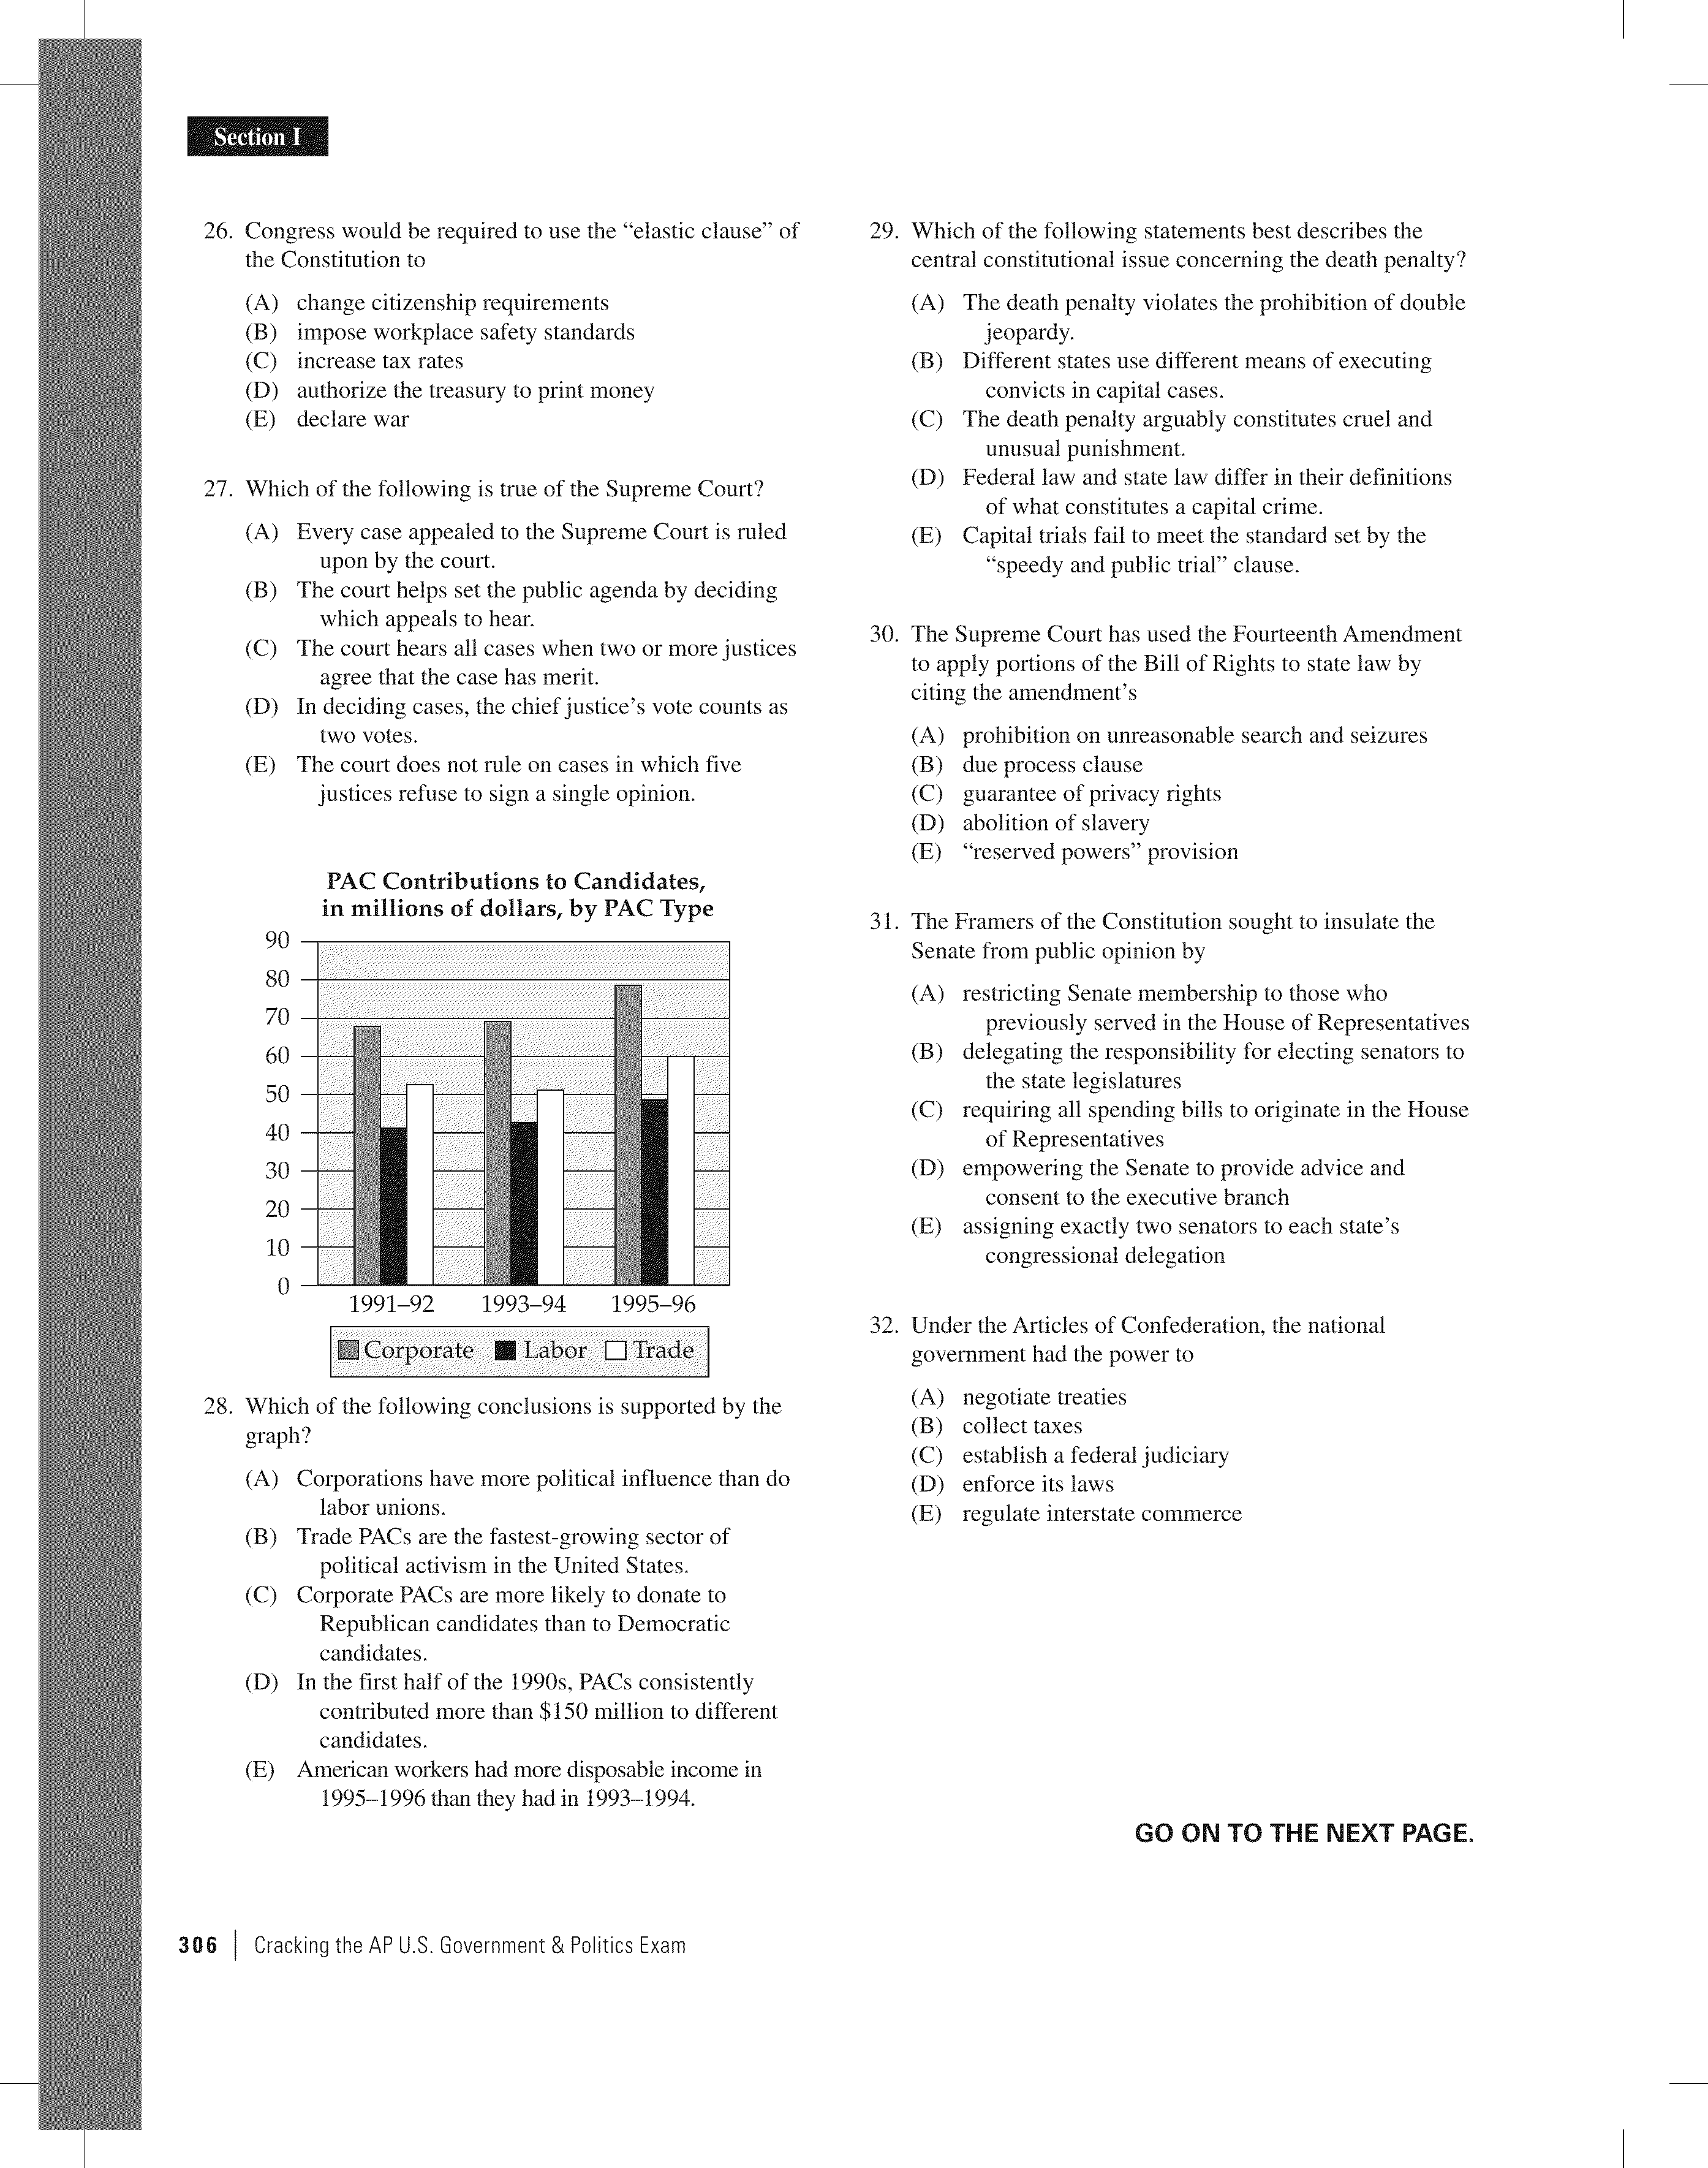 Section I
26. Congress would be required to use the “elastic clause” of
the Constitution to
(A) change citizenship requirements
(B) impose workplace safety standards
(C) increase tax rates
(D) authorize the treasury to print money
(E) declare war
27. Which of the following is true of the Supreme Court?
(A) Every case appealed to the Supreme Court is ruled
upon by the court.
(B) The court helps set the public agenda by deciding
which appeals to hear.
(C) The court hears all cases when two or more justices
agree that the case has merit.
(D) In deciding cases, the chief justice’s vote counts as
two votes.
(E) The court does not rule on cases in which five
justices refuse to sign a single opinion.
PAC Contributions to Candidates,
in millions of dollars, by PAC Type
90
80
70
60
50
40
30
20
10
0
1991–92 1993–94 1995–96
Corporate Labor Trade
28. Which of the following conclusions is supported by the
graph?
(A) Corporations have more political influence than do
labor unions.
(B) Trade PACs are the fastest-growing sector of
political activism in the United States.
(C) Corporate PACs are more likely to donate to
Republican candidates than to Democratic
candidates.
(D) In the first half of the 1990s, PACs consistently
contributed more than $150 million to different
candidates.
(E) American workers had more disposable income in
1995–1996 than they had in 1993–1994.
29. Which of the following statements best describes the
central constitutional issue concerning the death penalty?
(A) The death penalty violates the prohibition of double
jeopardy.
(B) Different states use different means of executing
convicts in capital cases.
(C) The death penalty arguably constitutes cruel and
unusual punishment.
(D) Federal law and state law differ in their definitions
of what constitutes a capital crime.
(E) Capital trials fail to meet the standard set by the
“speedy and public trial” clause.
30. The Supreme Court has used the Fourteenth Amendment
to apply portions of the Bill of Rights to state law by
citing the amendment’s
(A) prohibition on unreasonable search and seizures
(B) due process clause
(C) guarantee of privacy rights
(D) abolition of slavery
(E) “reserved powers” provision
31. The Framers of the Constitution sought to insulate the
Senate from public opinion by
(A) restricting Senate membership to those who
previously served in the House of Representatives
(B) delegating the responsibility for electing senators to
the state legislatures
(C) requiring all spending bills to originate in the House
of Representatives
(D) empowering the Senate to provide advice and
consent to the executive branch
(E) assigning exactly two senators to each state’s
congressional delegation
32. Under the Articles of Confederation, the national
government had the power to
(A) negotiate treaties
(B) collect taxes
(C) establish a federal judiciary
(D) enforce its laws
(E) regulate interstate commerce
GO ON TO THE NEXT PAGE.
306 | Cracking the AP U.S. Government & Politics Exam